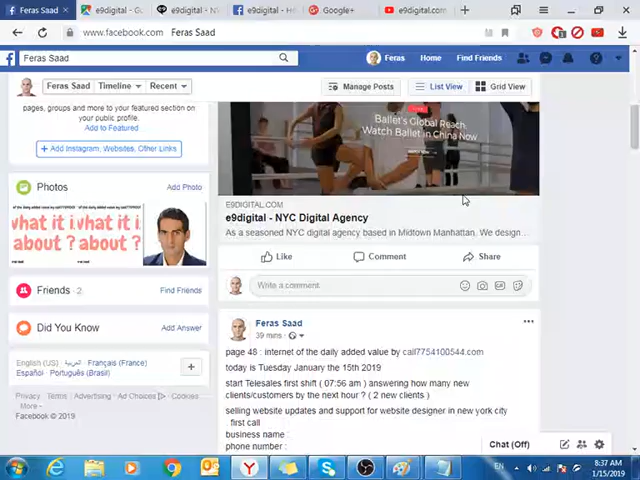 Feras Saad
e9digital - G
e9digital - N
e9digital - H
Google+
e9digital.com
www.facebook.com Feras Saad
Feras Saad
Feras
Home
Find Friends
Feras Saad
Timeline
Recent
Manage Posts
List View
Grid View
pages, groups and more to your featured section on
your public profile.
Add to Featured
+ Add Instagram, Websites, Other Links
Photos
Add Photo
what it i
about ?
what it i
about ?
Friends · 2
Find Friends
Did You Know
Add Answer
English (US) · العربية · Français (France) ·
Español · Português (Brasil)
+
Privacy · Terms · Advertising · Ad Choices · Cookies ·
More
Facebook © 2019
Ballet's Global Reach:
Watch Ballet in China Now
E9DIGITAL.COM
e9digital - NYC Digital Agency
As a seasoned NYC digital agency based in Midtown Manhattan. We design ...
Like
Comment
Share
Write a comment...
Feras Saad
39 mins ·
page 48 : internet of the daily added value by call7754100544.com
today is Tuesday January the 15th 2019
start Telesales first shift ( 07:56 am ) answering how many new
clients/customers by the next hour ? ( 2 new clients )
selling website updates and support for website designer in new york city
: first call
business name :
phone number :
Chat (Off)
EN
8:37 AM
1/15/2019